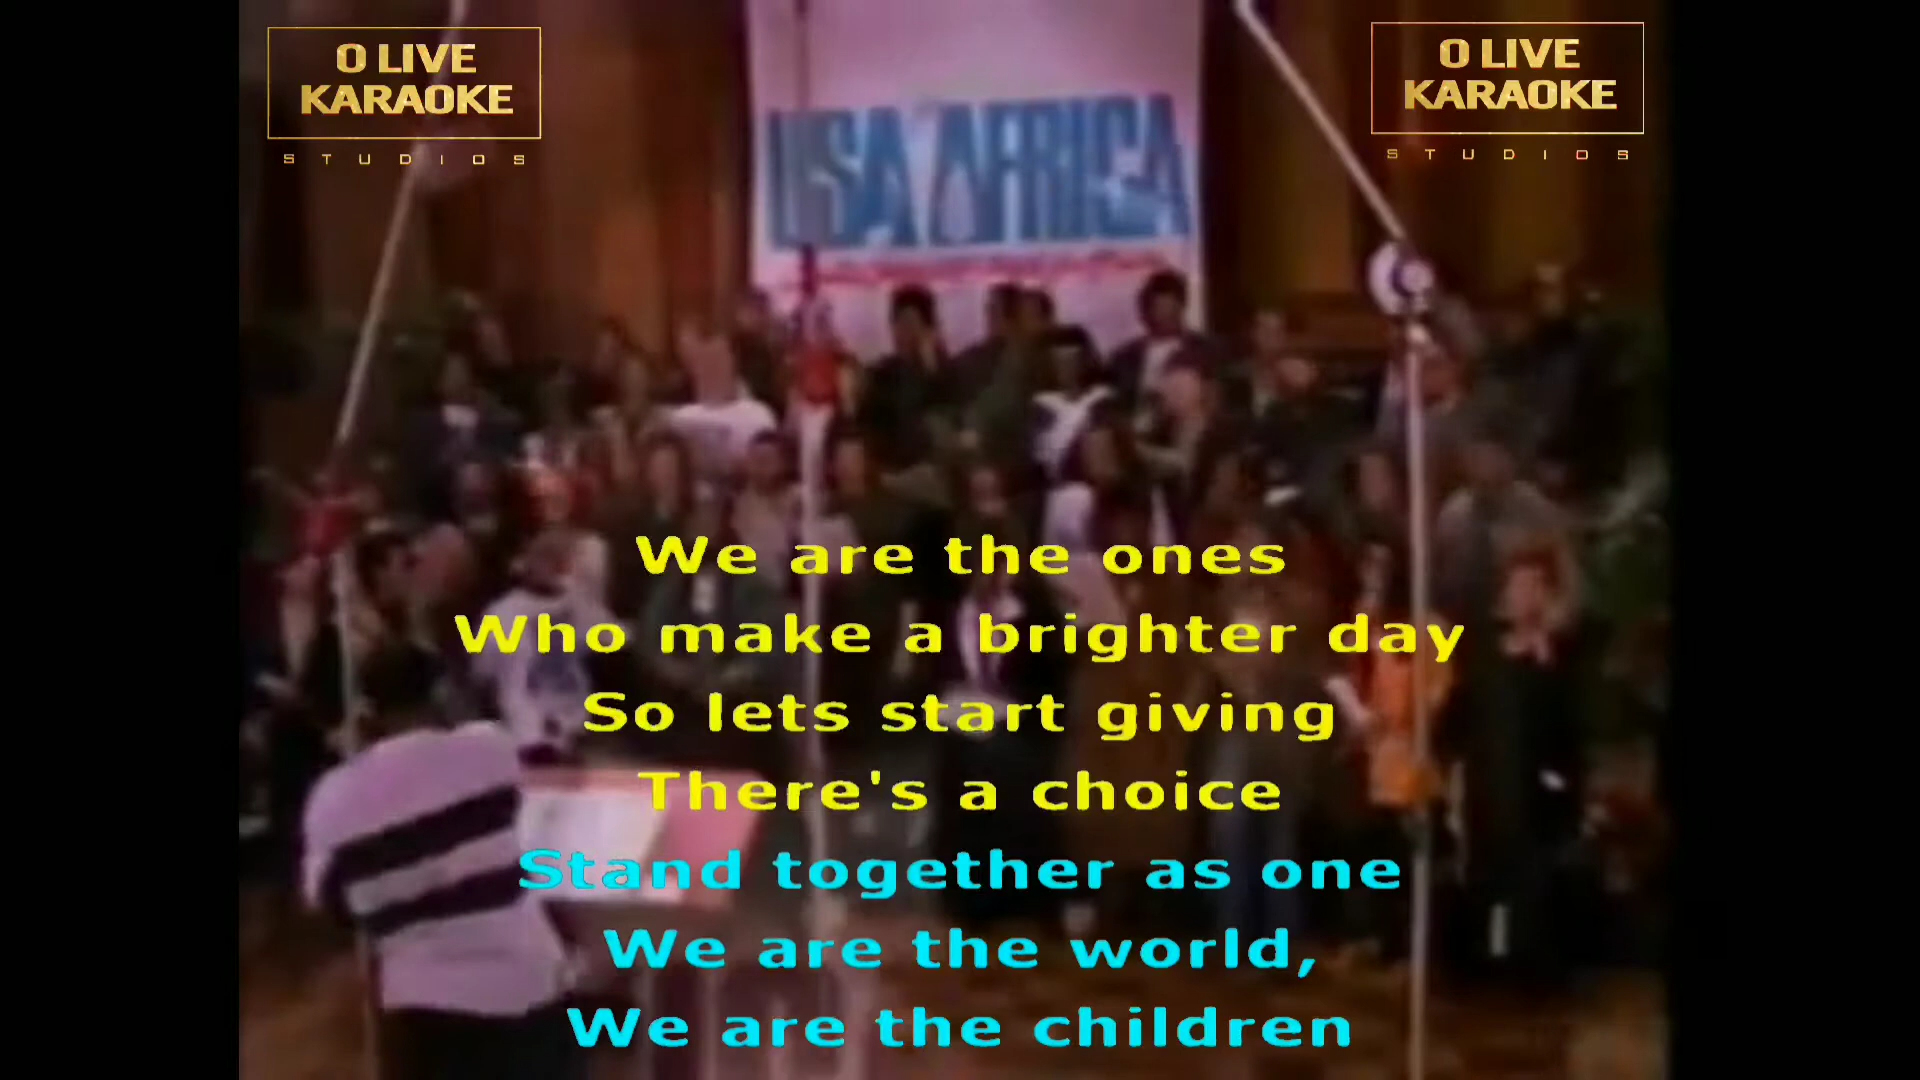 O LIVE
KARAOKE
STUDIOS
O LIVE
KARAOKE
STUDIOS
USA AFRICA
We are the ones
Who make a brighter day
So lets start giving
There's a choice
Stand together as one
We are the world,
We are the children